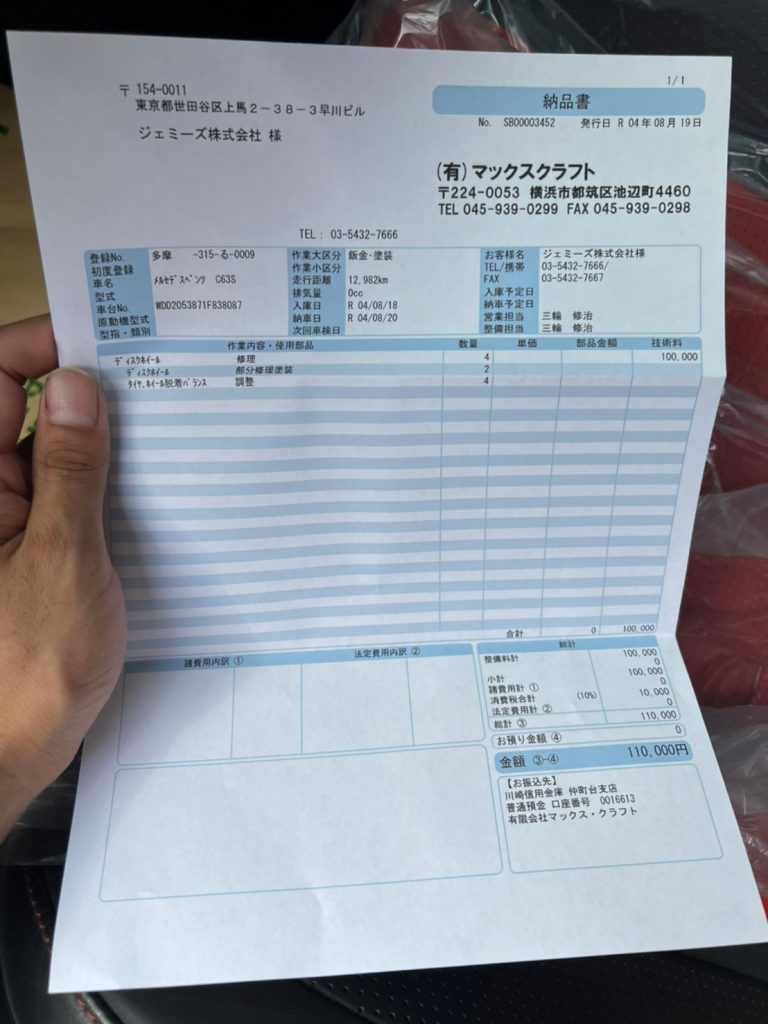 1/1
〒 154-0011
東京都世田谷区上馬2－38－3早川ビル
ジェミーズ株式会社 様
納品書
No. SB00003452 発行日 R 04 年 08 月 19 日
(有) マックスクラフト
〒224-0053 横浜市都筑区池辺町4460
TEL 045-939-0299 FAX 045-939-0298
TEL : 03-5432-7666
登録No. 多摩 -315-る-0009
初度登録
車名 ﾒﾙｾﾃﾞｽﾍﾞﾝﾂ C63S
型式
車台No. WDD2053871F838087
原動機型式
型指・類別
作業大区分 鈑金・塗装
作業小区分
走行距離 12,982km
排気量 0cc
入庫日 R 04/08/18
納車日 R 04/08/20
次回車検日
お客様名 ジェミーズ株式会社様
TEL/携帯 03-5432-7666/
FAX 03-5432-7667
入庫予定日
納車予定日
営業担当 三輪 修治
整備担当 三輪 修治
作業内容・使用部品 数量 単価 部品金額 技術料
ﾃﾞｨｽｸﾎｲｰﾙ 修理 4 100,000
ﾃﾞｨｽｸﾎｲｰﾙ 部分修理塗装 2
ﾀｲﾔ､ﾎｲｰﾙ脱着ﾊﾞﾗﾝｽ 調整 4
合計 0 100,000
諸費用内訳 ① 法定費用内訳 ②
総計
整備料計 100,000
0
小計 100,000
諸費用計 ① 0
消費税合計 (10%) 10,000
法定費用計 ② 0
総計 ③ 110,000
お預り金額 ④ 0
金額 ③-④ 110,000円
【お振込先】
川崎信用金庫 仲町台支店
普通預金 口座番号 0016613
有限会社マックス・クラフト